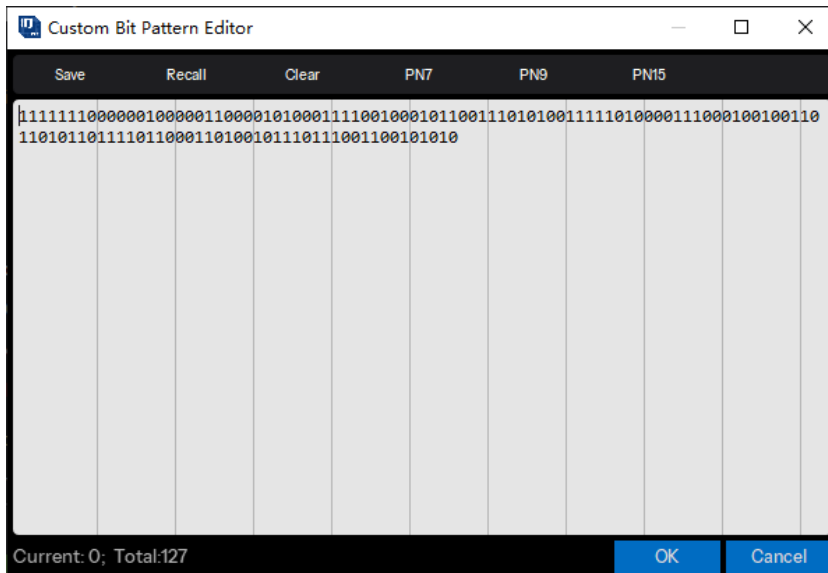 Custom Bit Pattern Editor
Save Recall Clear PN7 PN9 PN15
1111111000000100000110000101000111100100010110011101010011111010000111000100100110
110101101111011000110100101110111001100101010
Current: 0; Total:127
OK Cancel